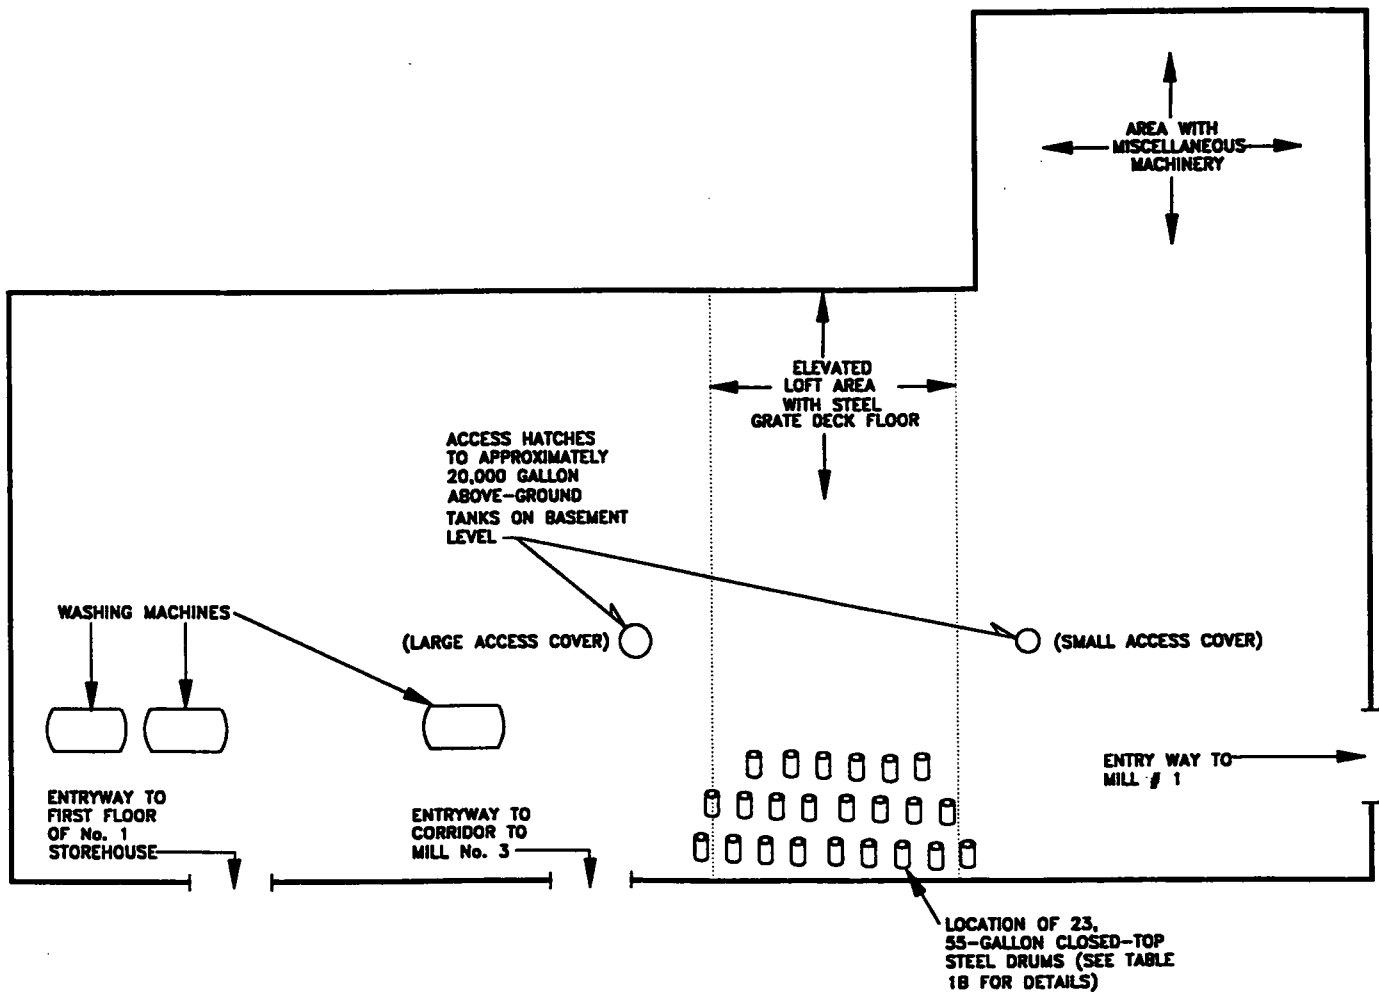 AREA WITH
MISCELLANEOUS
MACHINERY
ELEVATED
LOFT AREA
WITH STEEL
GRATE DECK FLOOR
ACCESS HATCHES
TO APPROXIMATELY
20,000 GALLON
ABOVE-GROUND
TANKS ON BASEMENT
LEVEL
WASHING MACHINES
(LARGE ACCESS COVER)
(SMALL ACCESS COVER)
ENTRY WAY TO
MILL # 1
ENTRYWAY TO
FIRST FLOOR
OF No. 1
STOREHOUSE
ENTRYWAY TO
CORRIDOR TO
MILL No. 3
LOCATION OF 23,
55-GALLON CLOSED-TOP
STEEL DRUMS (SEE TABLE
1B FOR DETAILS)